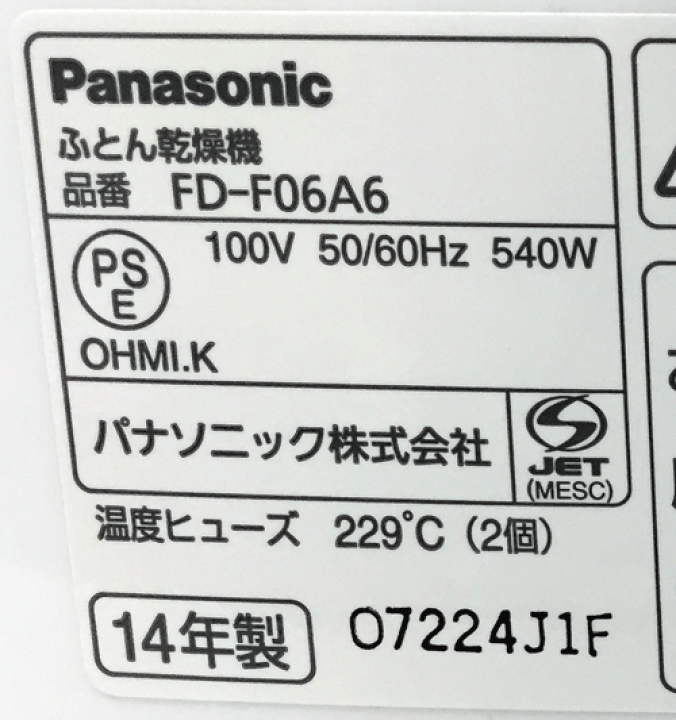 Panasonic
ふとん乾燥機
品番 FD-F06A6
100V 50/60Hz 540W
PS
E
OHMI.K
パナソニック株式会社
JET
(MESC)
温度ヒューズ 229℃ (2個)
14年製 07224J1F